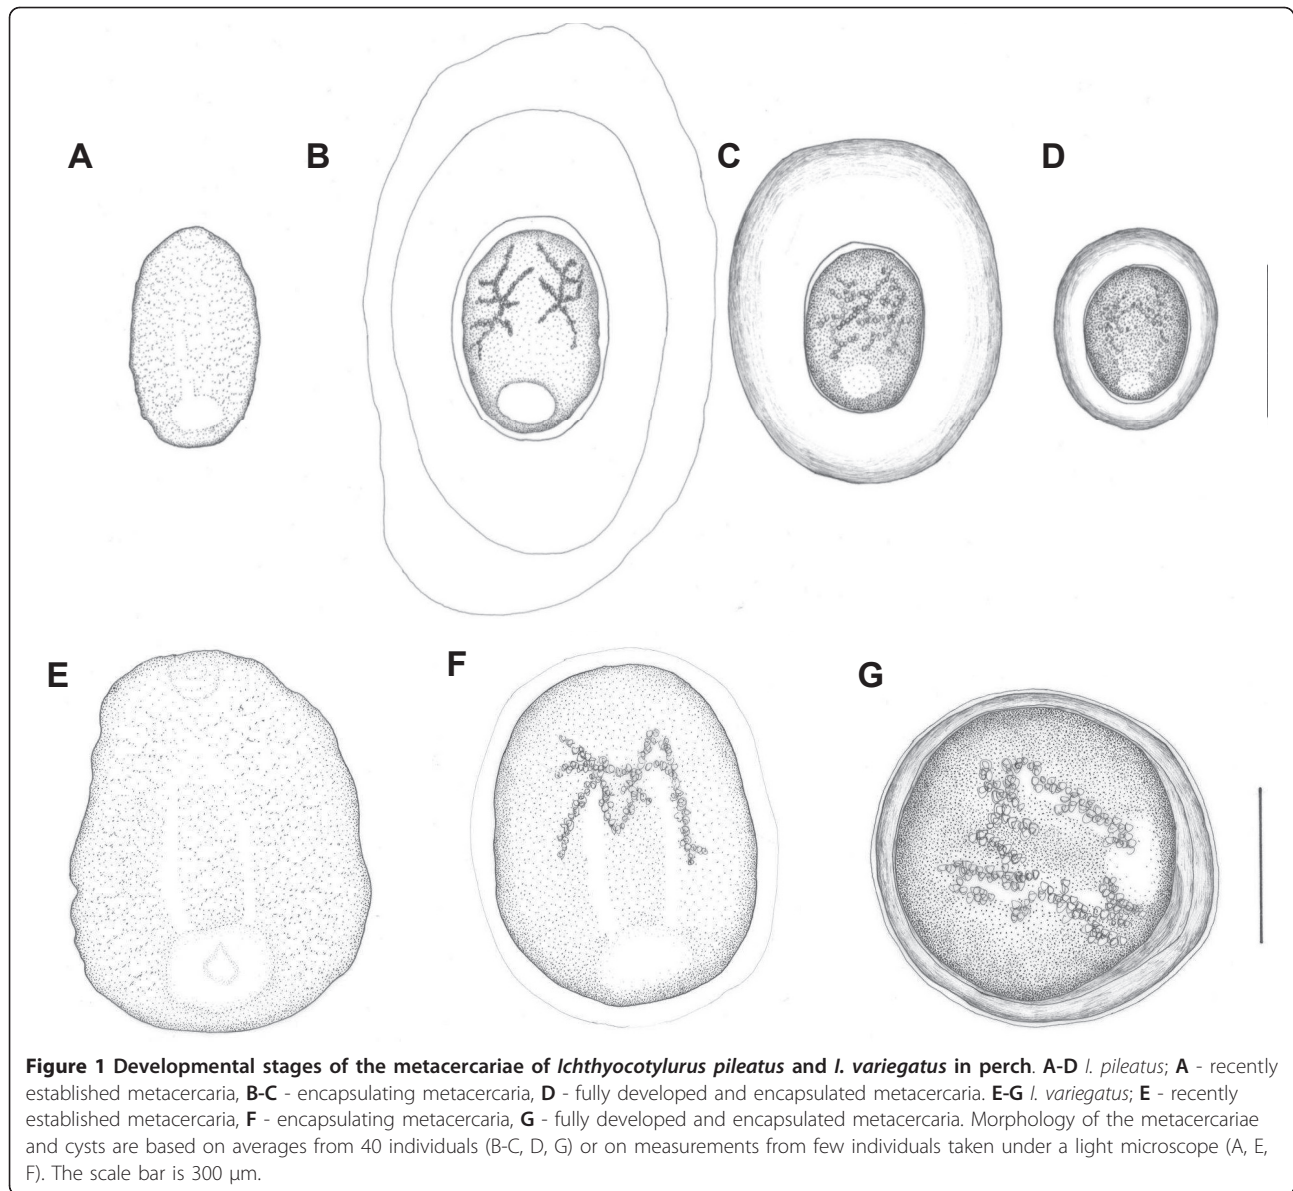 A
B
C
D
E
F
G
Figure 1 Developmental stages of the metacercariae of Ichthyocotylurus pileatus and I. variegatus in perch. A-D I. pileatus; A - recently
established metacercaria, B-C - encapsulating metacercaria, D - fully developed and encapsulated metacercaria. E-G I. variegatus; E - recently
established metacercaria, F - encapsulating metacercaria, G - fully developed and encapsulated metacercaria. Morphology of the metacercariae
and cysts are based on averages from 40 individuals (B-C, D, G) or on measurements from few individuals taken under a light microscope (A, E,
F). The scale bar is 300 μm.